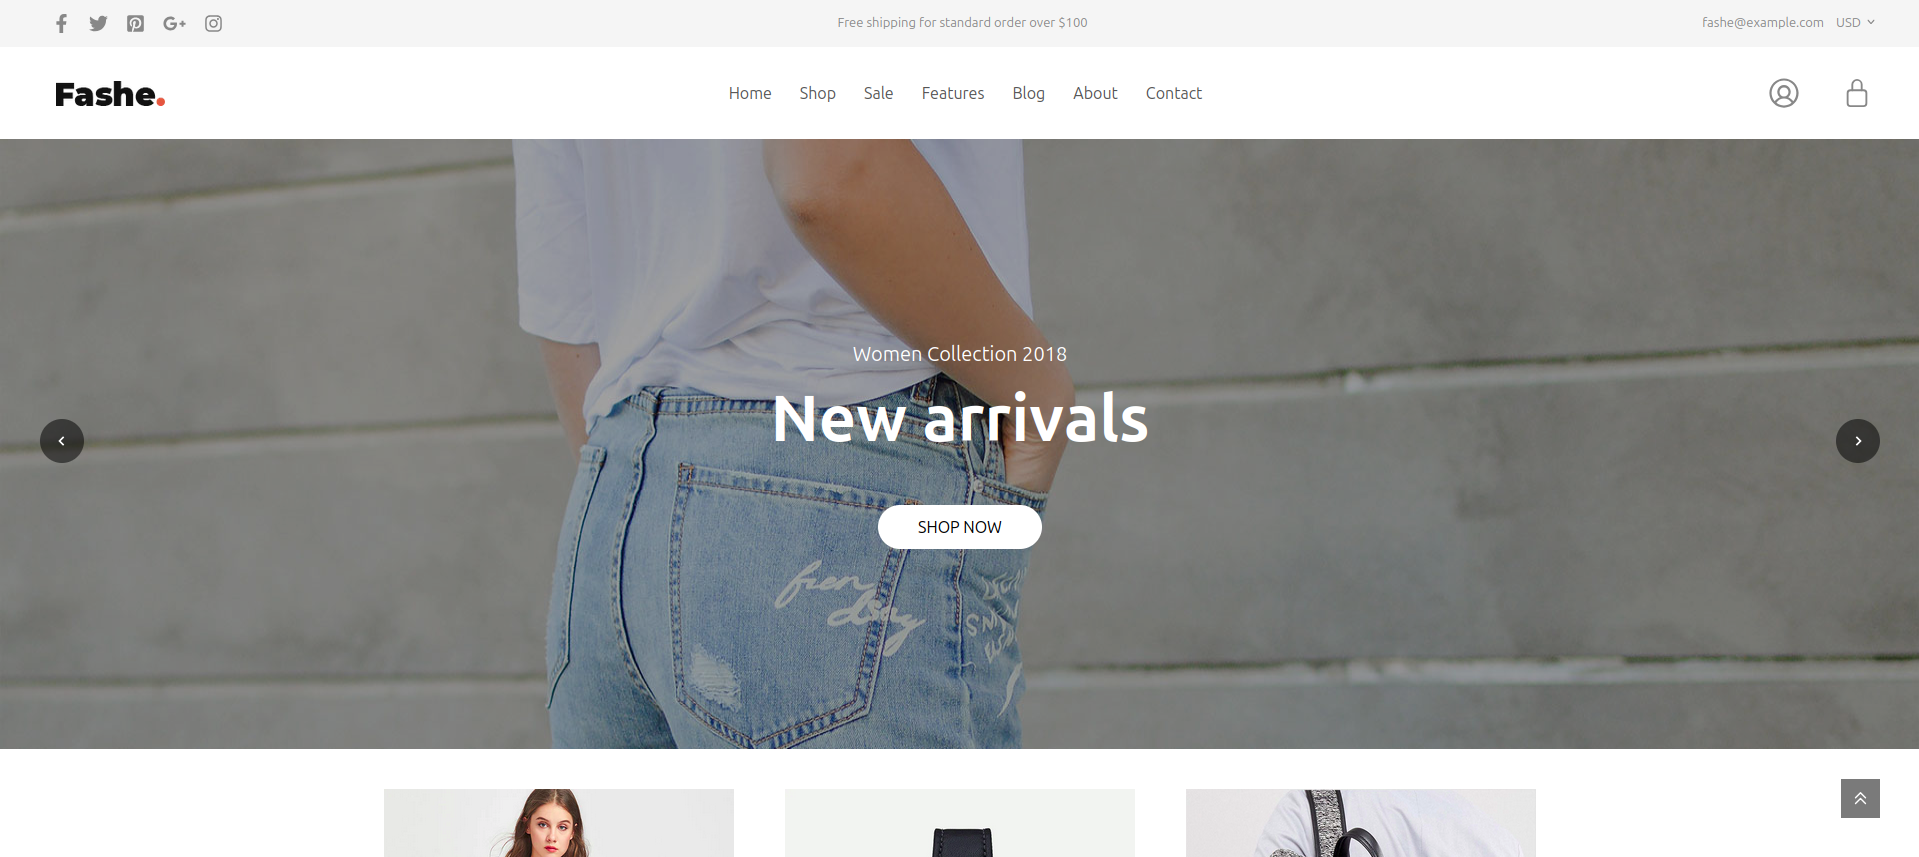 Free shipping for standard order over $100
fashe@example.com USD
Fashe.
Home Shop Sale Features Blog About Contact
Women Collection 2018
New arrivals
SHOP NOW